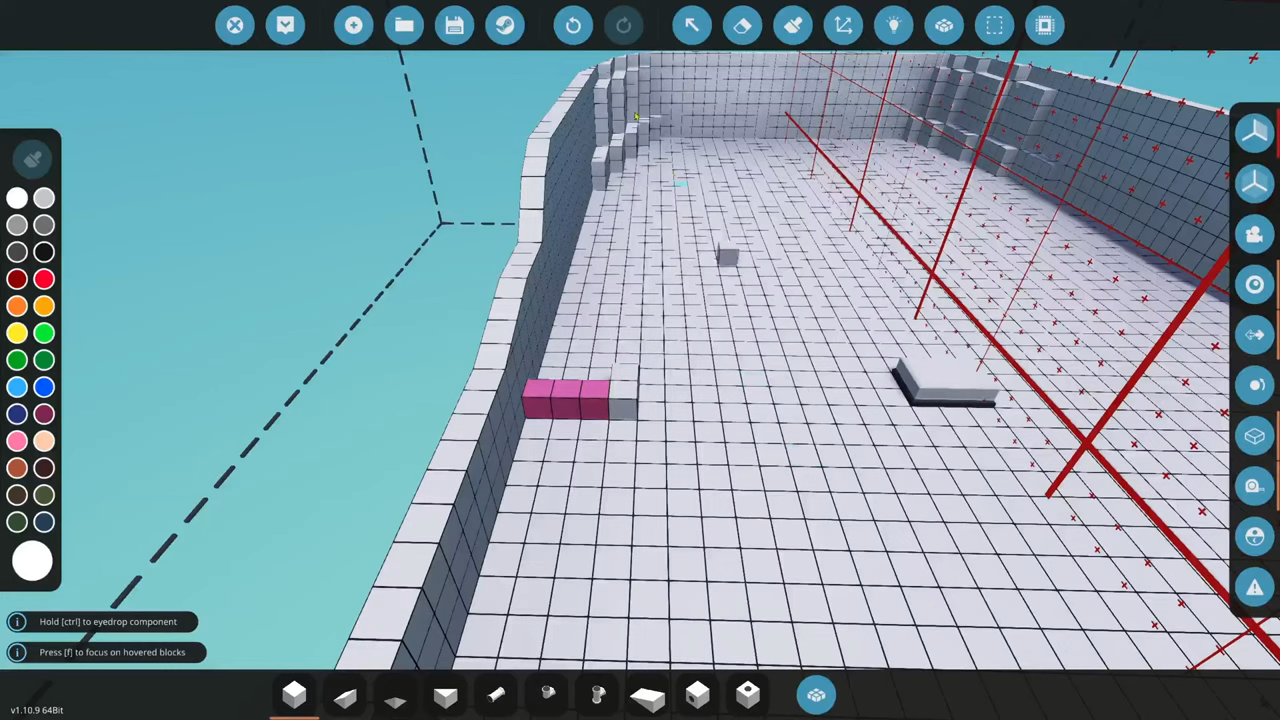 Hold [ctrl] to eyedrop component
Press [f] to focus on hovered blocks
v1.10.9 64Bit